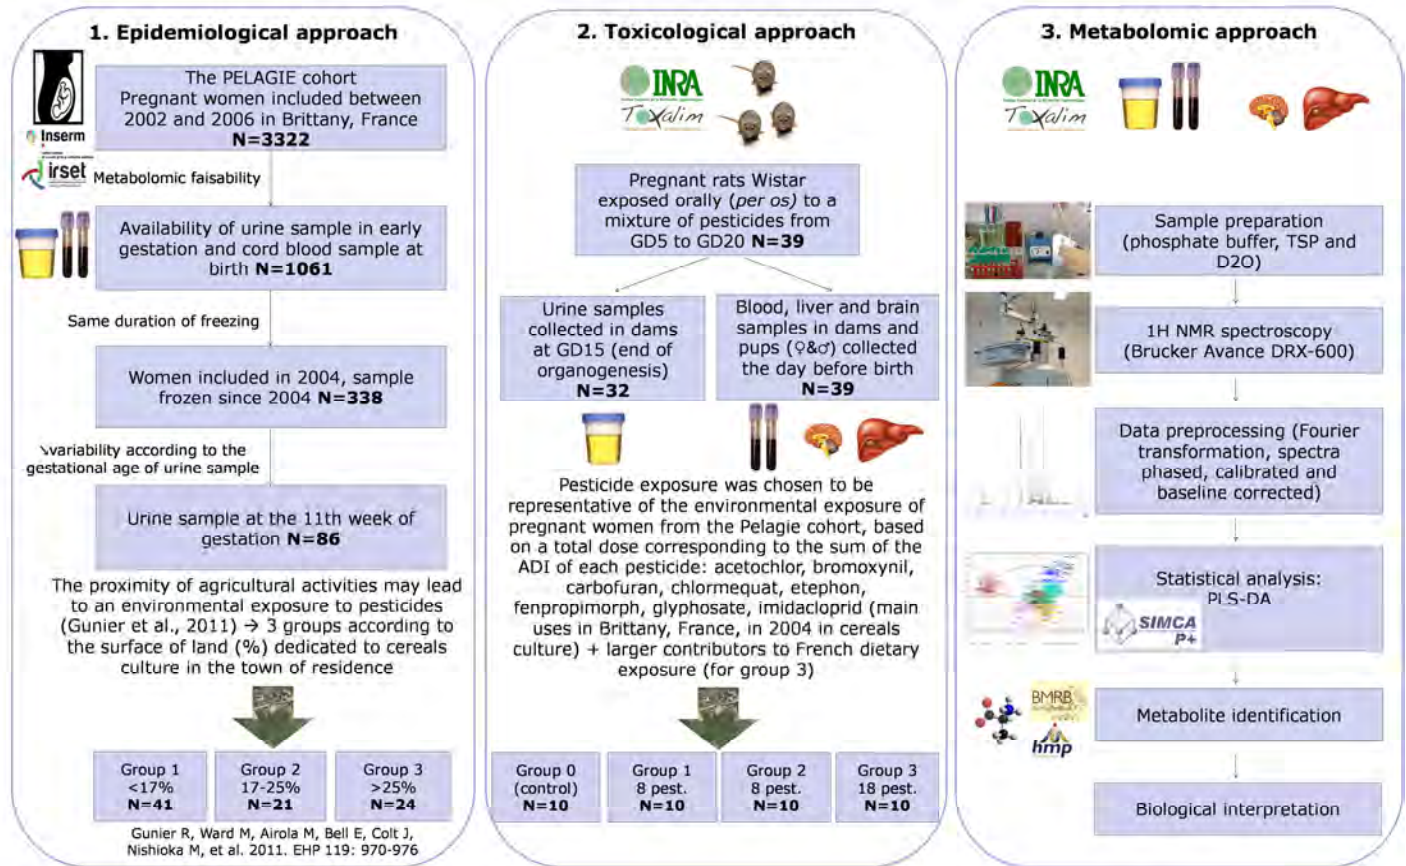 1. Epidemiological approach
Inserm
irset
The PELAGIE cohort
Pregnant women included between
2002 and 2006 in Brittany, France
N=3322
Metabolomic faisability
Availability of urine sample in early
gestation and cord blood sample at
birth N=1061
Same duration of freezing
Women included in 2004, sample
frozen since 2004 N=338
↘variability according to the
gestational age of urine sample
Urine sample at the 11th week of
gestation N=86
The proximity of agricultural activities may lead
to an environmental exposure to pesticides
(Gunier et al., 2011) → 3 groups according to
the surface of land (%) dedicated to cereals
culture in the town of residence
Group 1
<17%
N=41
Group 2
17-25%
N=21
Group 3
>25%
N=24
Gunier R, Ward M, Airola M, Bell E, Colt J,
Nishioka M, et al. 2011. EHP 119: 970-976
2. Toxicological approach
INRA
Toxalim
Pregnant rats Wistar
exposed orally (per os) to a
mixture of pesticides from
GD5 to GD20 N=39
Urine samples
collected in dams
at GD15 (end of
organogenesis)
N=32
Blood, liver and brain
samples in dams and
pups (♀&♂) collected
the day before birth
N=39
Pesticide exposure was chosen to be
representative of the environmental exposure of
pregnant women from the Pelagie cohort, based
on a total dose corresponding to the sum of the
ADI of each pesticide: acetochlor, bromoxynil,
carbofuran, chlormequat, etephon,
fenpropimorph, glyphosate, imidacloprid (main
uses in Brittany, France, in 2004 in cereals
culture) + larger contributors to French dietary
exposure (for group 3)
Group 0
(control)
N=10
Group 1
8 pest.
N=10
Group 2
8 pest.
N=10
Group 3
18 pest.
N=10
3. Metabolomic approach
INRA
Toxalim
Sample preparation
(phosphate buffer, TSP and
D2O)
1H NMR spectroscopy
(Brucker Avance DRX-600)
Data preprocessing (Fourier
transformation, spectra
phased, calibrated and
baseline corrected)
Statistical analysis:
PLS-DA
SIMCA
P+
BMRB
hmp
Metabolite identification
Biological interpretation